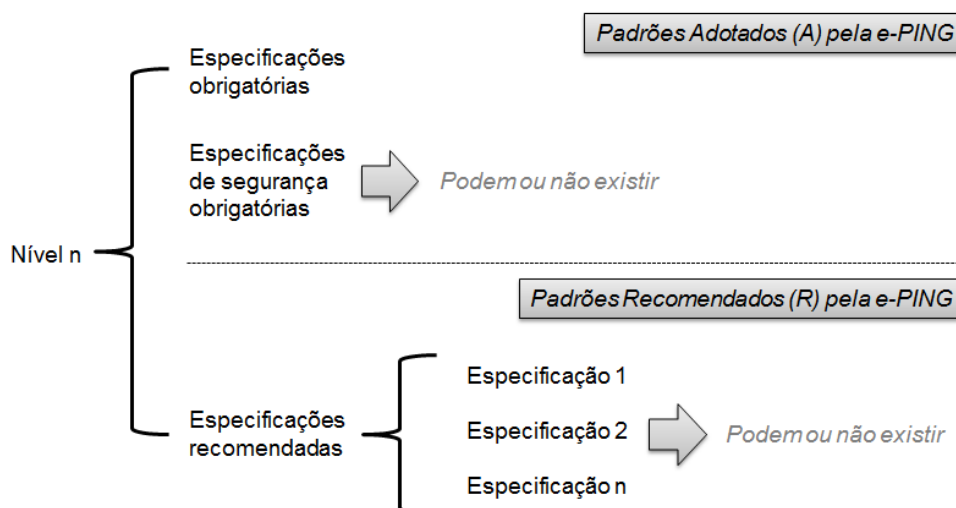 Padrões Adotados (A) pela e-PING
Especificações
obrigatórias
Especificações
de segurança
obrigatórias
Podem ou não existir
Nível n
Padrões Recomendados (R) pela e-PING
Especificação 1
Especificações
recomendadas
Especificação 2
Podem ou não existir
Especificação n